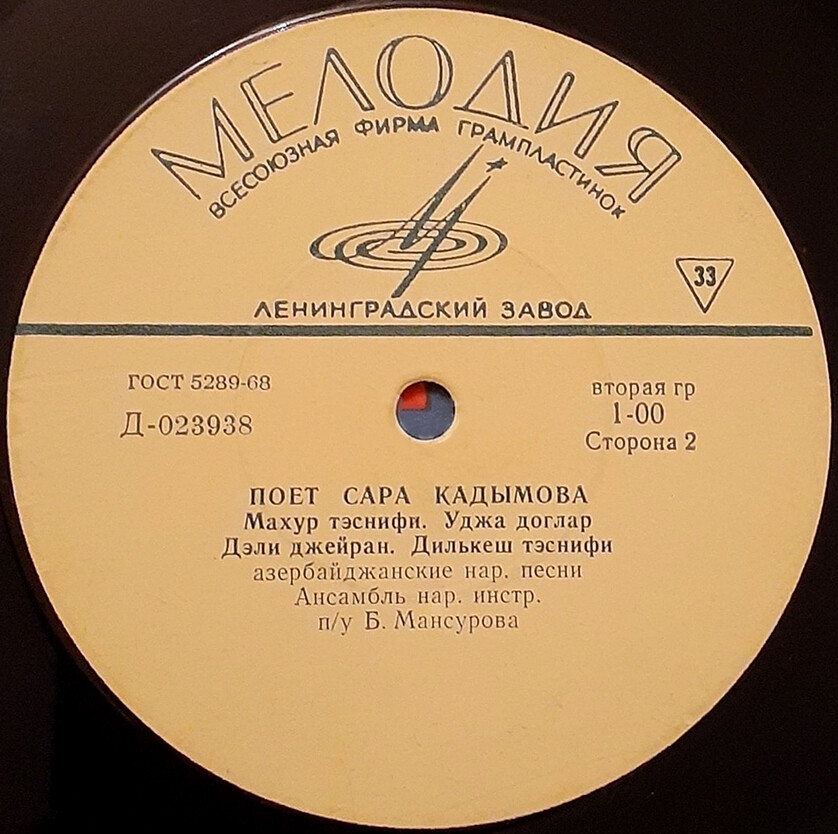 МЕЛОДИЯ
ВСЕСОЮЗНАЯ ФИРМА ГРАМПЛАСТИНОК
33
ЛЕНИНГРАДСКИЙ ЗАВОД
ГОСТ 5289-68
Д-023938
вторая гр
1-00
Сторона 2
ПОЕТ САРА КАДЫМОВА
Махур тэснифи. Уджа доглар
Дэли джейран. Дилькеш тэснифи
азербайджанские нар. песни
Ансамбль нар. инстр.
п/у Б. Мансурова